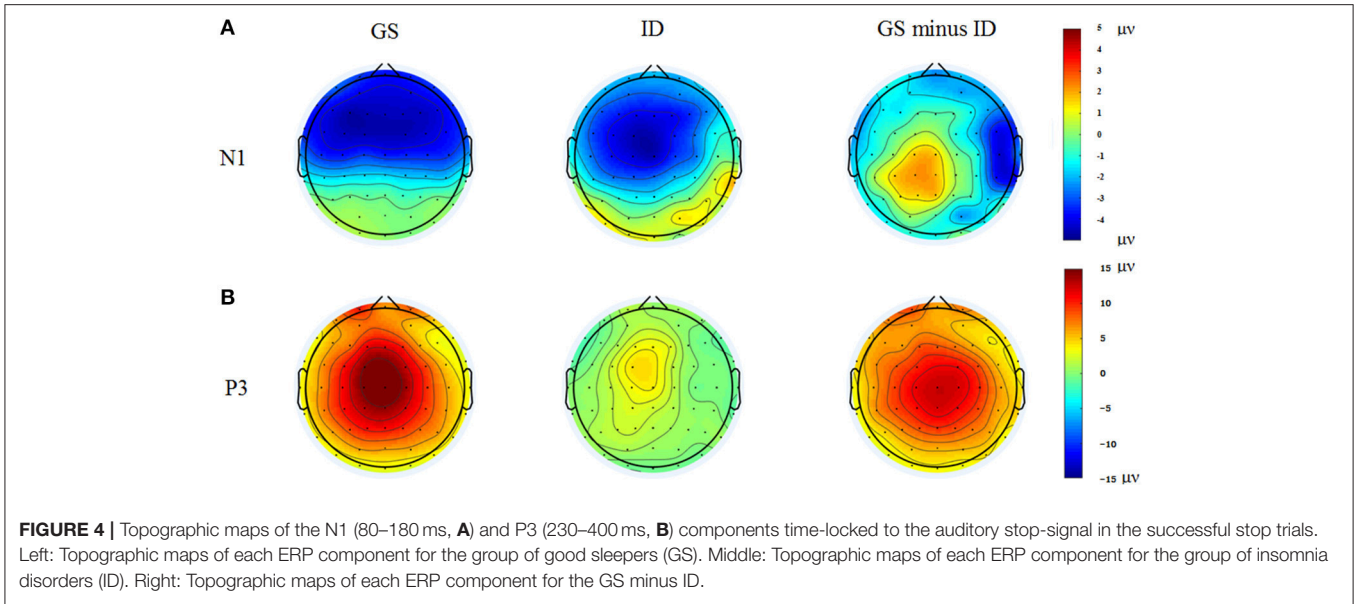 A
GS
ID
GS minus ID
N1
5 μv
4
3
2
1
0
-1
-2
-3
-4
μv
B
P3
15 μv
10
5
0
-5
-10
-15 μv
FIGURE 4 | Topographic maps of the N1 (80–180 ms, A) and P3 (230–400 ms, B) components time-locked to the auditory stop-signal in the successful stop trials.
Left: Topographic maps of each ERP component for the group of good sleepers (GS). Middle: Topographic maps of each ERP component for the group of insomnia
disorders (ID). Right: Topographic maps of each ERP component for the GS minus ID.